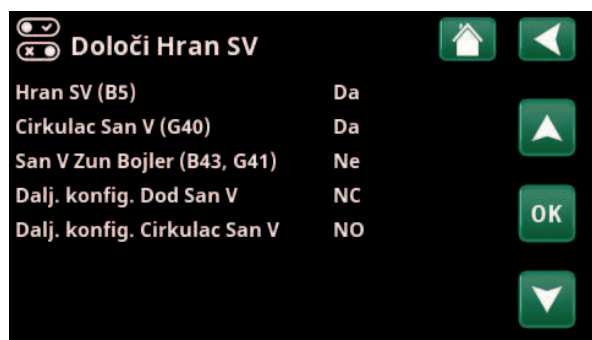 Določi Hran SV
Hran SV (B5) Da
Cirkulac San V (G40) Da
San V Zun Bojler (B43, G41) Ne
Dalj. konfig. Dod San V NC
Dalj. konfig. Cirkulac San V NO
OK